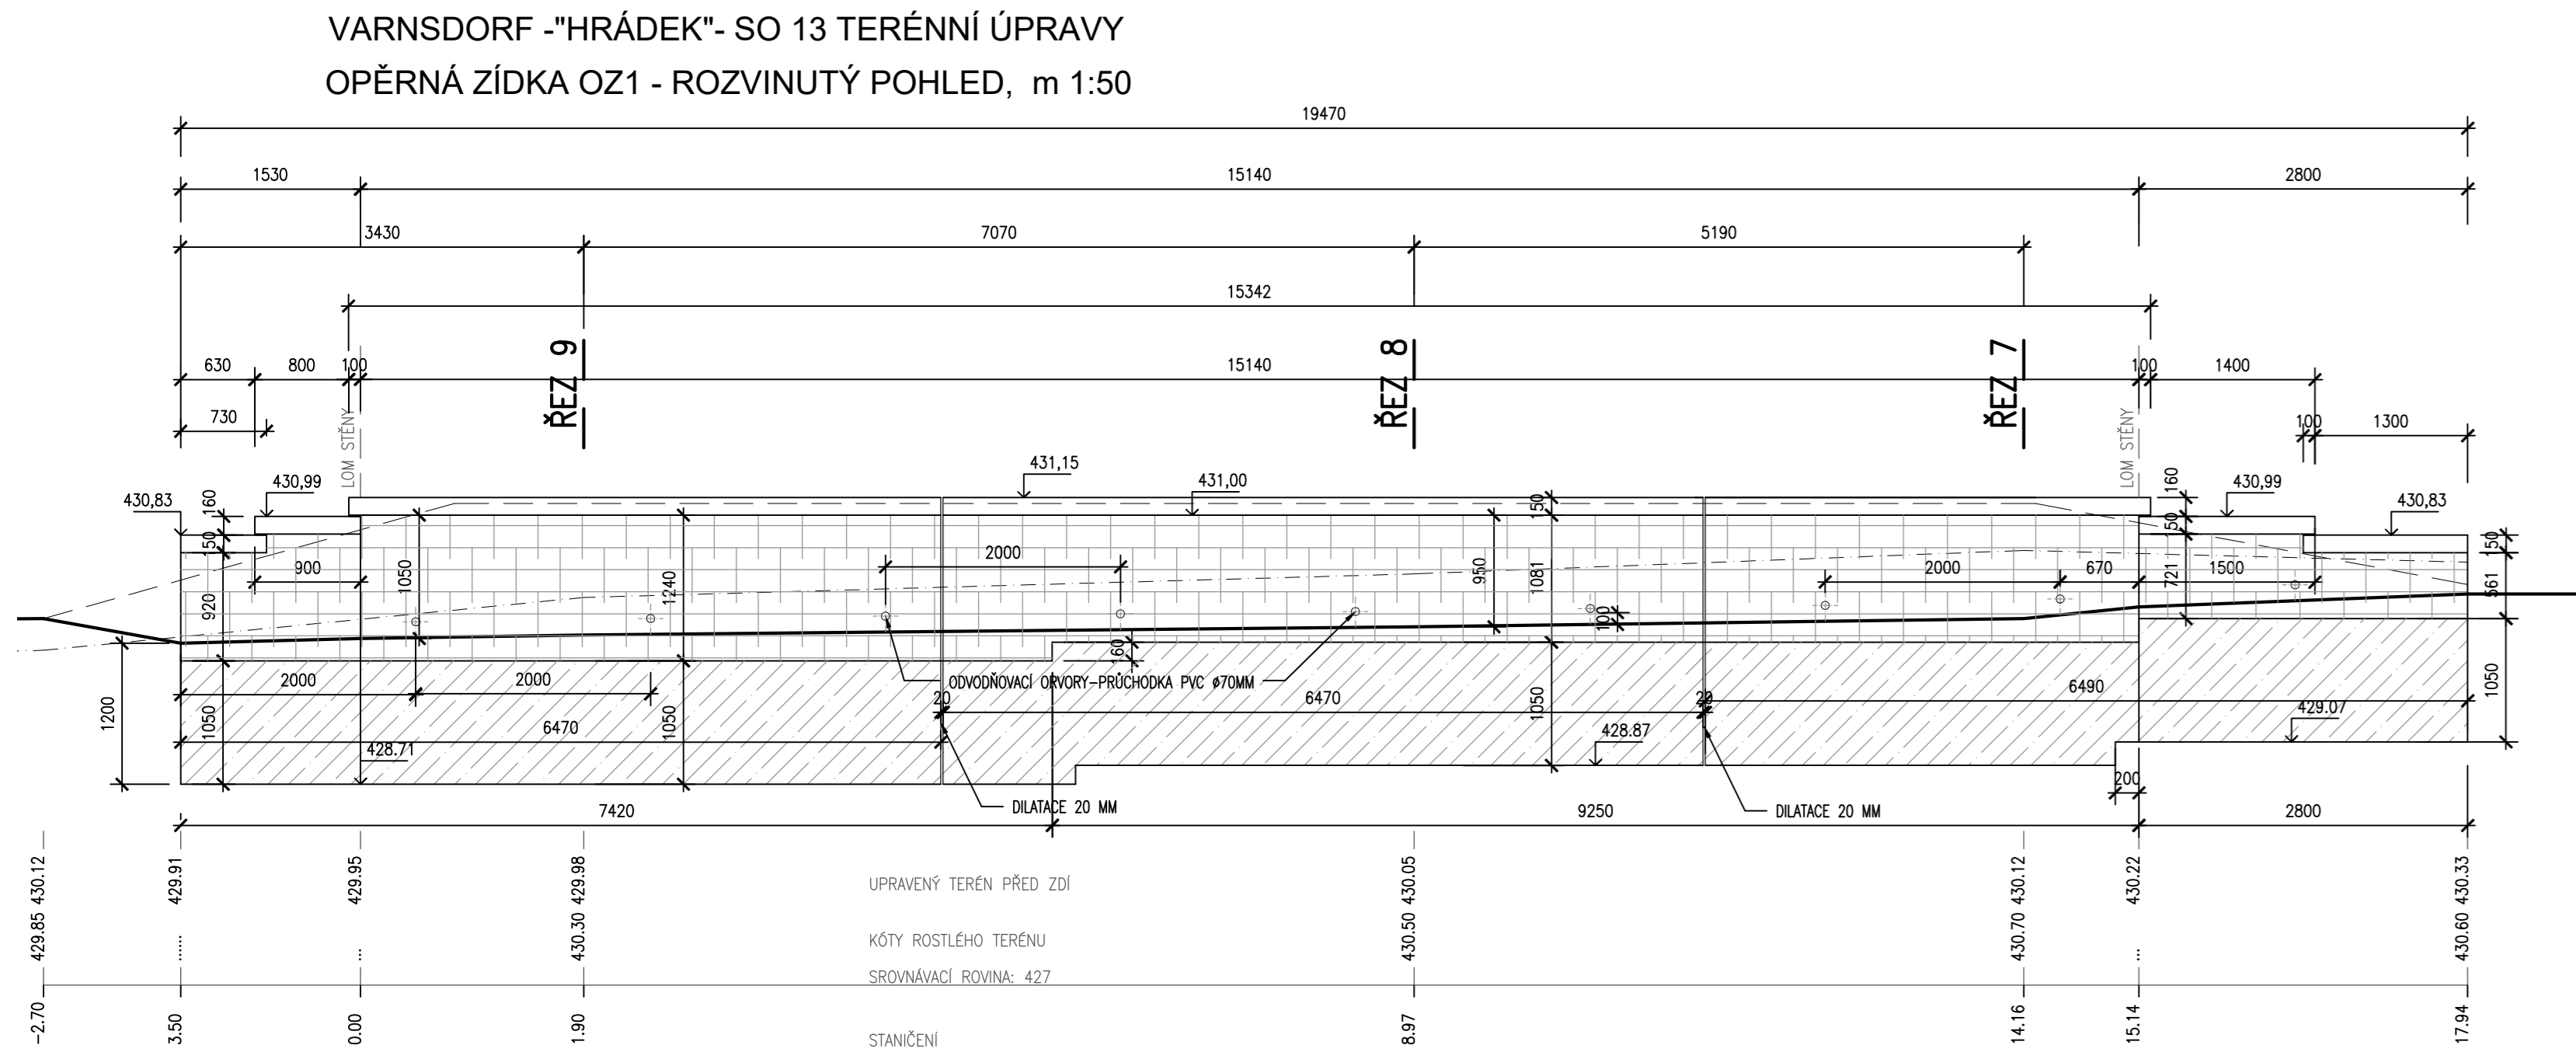 VARNSDORF -"HRÁDEK"- SO 13 TERÉNNÍ ÚPRAVY
OPĚRNÁ ZÍDKA OZ1 - ROZVINUTÝ POHLED, m 1:50
19470
1530 15140 2800
3430 7070 5190
15342
630 800 100 15140 100 1400
730 100 1300
ŘEZ 9
ŘEZ 8
ŘEZ 7
LOM STĚNY
LOM STĚNY
430,83 160 430,99 431,15 431,00 150 160 430,99 430,83
150 900 1050 1240 2000 950 1081 2000 670 150 721 1500 150
920 100 561
160
2000 2000 ODVODŇOVACÍ ORVORY-PRŮCHODKA PVC ø70MM 6490
1200 1050 1050 20 6470 1050 20 1050
6470 428.71 428.87 429.07
200
7420 DILATACE 20 MM 9250 DILATACE 20 MM 2800
430.12 429.91 429.95 429.98 UPRAVENÝ TERÉN PŘED ZDÍ 430.05 430.12 430.22 430.33
429.85 ...... ... 430.30 KÓTY ROSTLÉHO TERÉNU 430.50 430.70 ... 430.60
SROVNÁVACÍ ROVINA: 427
-2.70 3.50 0.00 1.90 STANIČENÍ 8.97 14.16 15.14 17.94